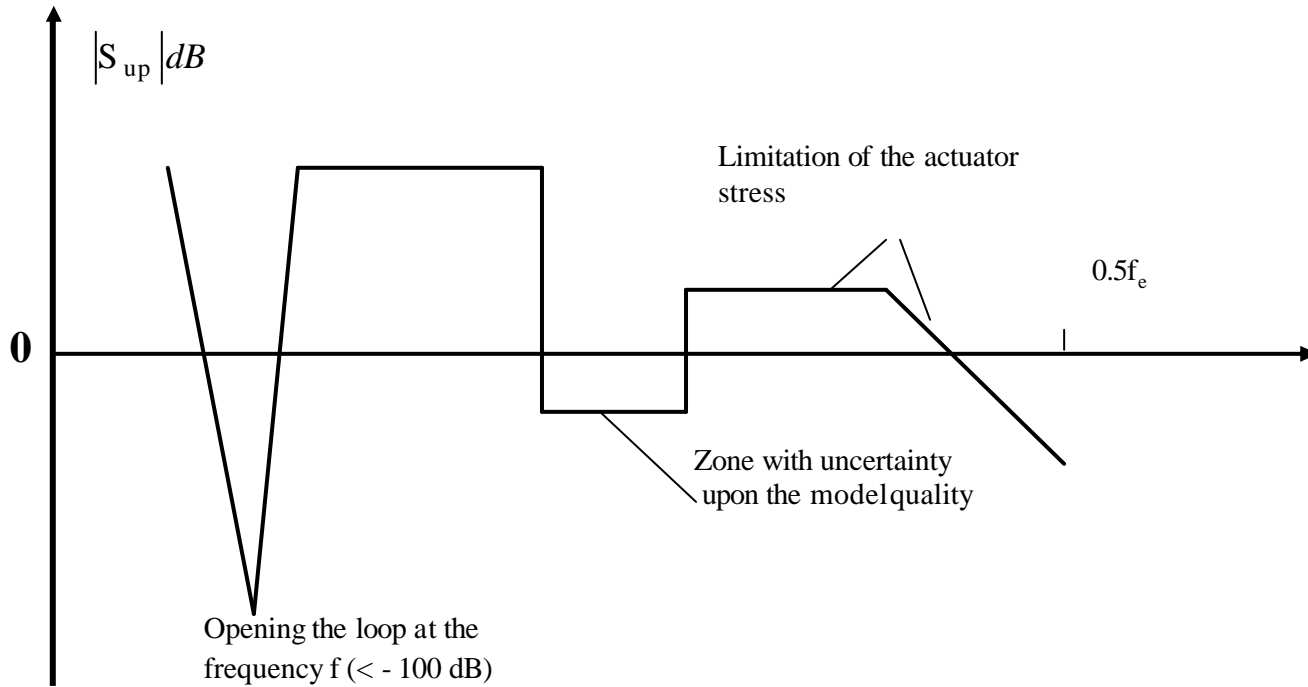 |S up| dB
Limitation of the actuator
stress
0.5fe
0
Zone with uncertainty
upon the model quality
Opening the loop at the
frequency f (< - 100 dB)